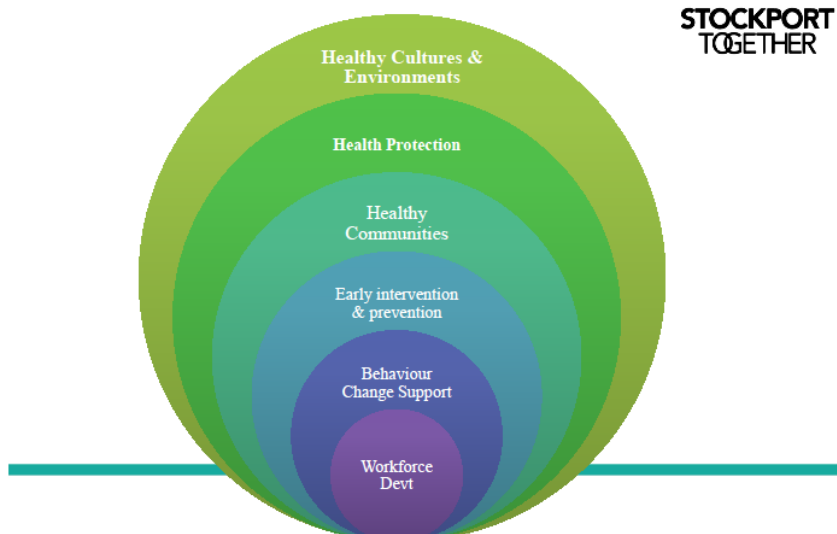 STOCKPORT
TOGETHER
Healthy Cultures &
Environments
Health Protection
Healthy
Communities
Early intervention
& prevention
Behaviour
Change Support
Workforce
Devt